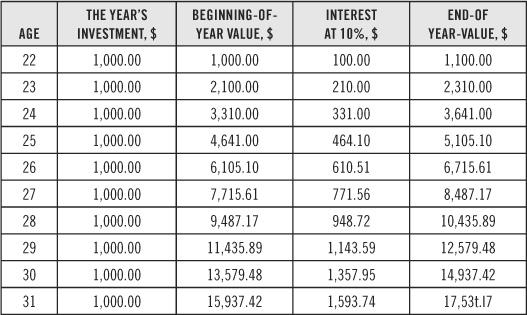 AGE THE YEAR'S INVESTMENT, $ BEGINNING-OF-YEAR VALUE, $ INTEREST AT 10%, $ END-OF YEAR-VALUE, $
22 1,000.00 1,000.00 100.00 1,100.00
23 1,000.00 2,100.00 210.00 2,310.00
24 1,000.00 3,310.00 331.00 3,641.00
25 1,000.00 4,641.00 464.10 5,105.10
26 1,000.00 6,105.10 610.51 6,715.61
27 1,000.00 7,715.61 771.56 8,487.17
28 1,000.00 9,487.17 948.72 10,435.89
29 1,000.00 11,435.89 1,143.59 12,579.48
30 1,000.00 13,579.48 1,357.95 14,937.42
31 1,000.00 15,937.42 1,593.74 17,53t.l7